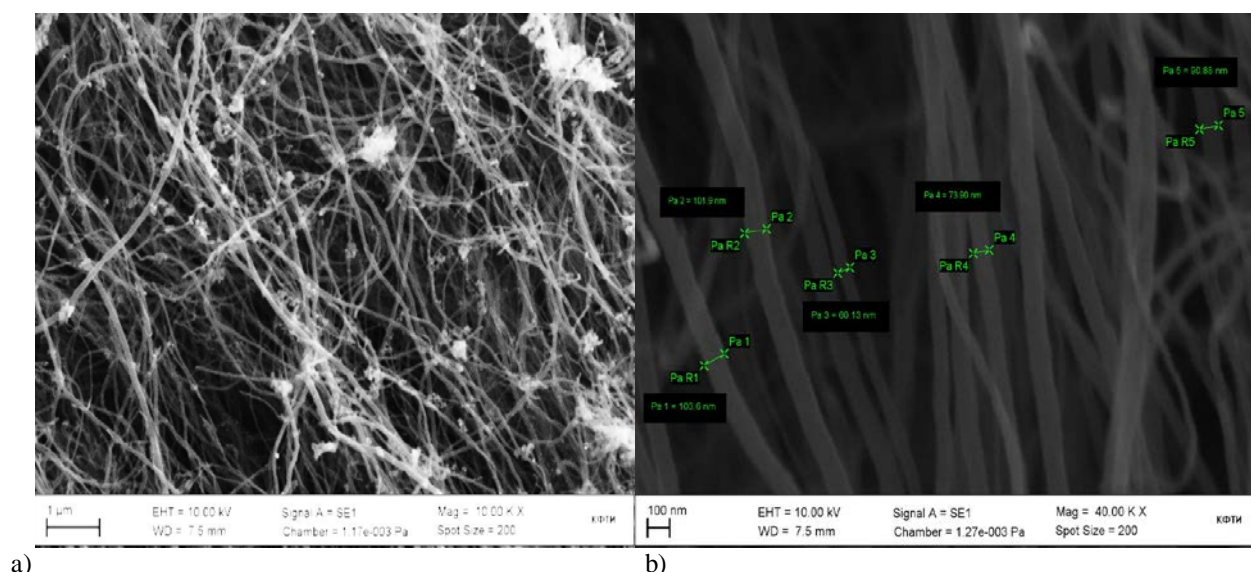 Pa 5 = 90.86 nm
Pa 5
Pa R5
Pa 2 = 101.9 nm
Pa 4 = 73.90 nm
Pa 2
Pa R2
Pa 3
Pa 4
Pa R3
Pa R4
Pa 3 = 60.13 nm
Pa 1
Pa R1
Pa 1 = 103.6 nm
1 µm
EHT = 10.00 kV
Signal A = SE1
Mag = 10.00 K X
WD = 7.5 mm
Chamber = 1.17e-003 Pa
Spot Size = 200
КФТИ
100 nm
EHT = 10.00 kV
Signal A = SE1
Mag = 40.00 K X
WD = 7.5 mm
Chamber = 1.27e-003 Pa
Spot Size = 200
КФТИ
a)
b)